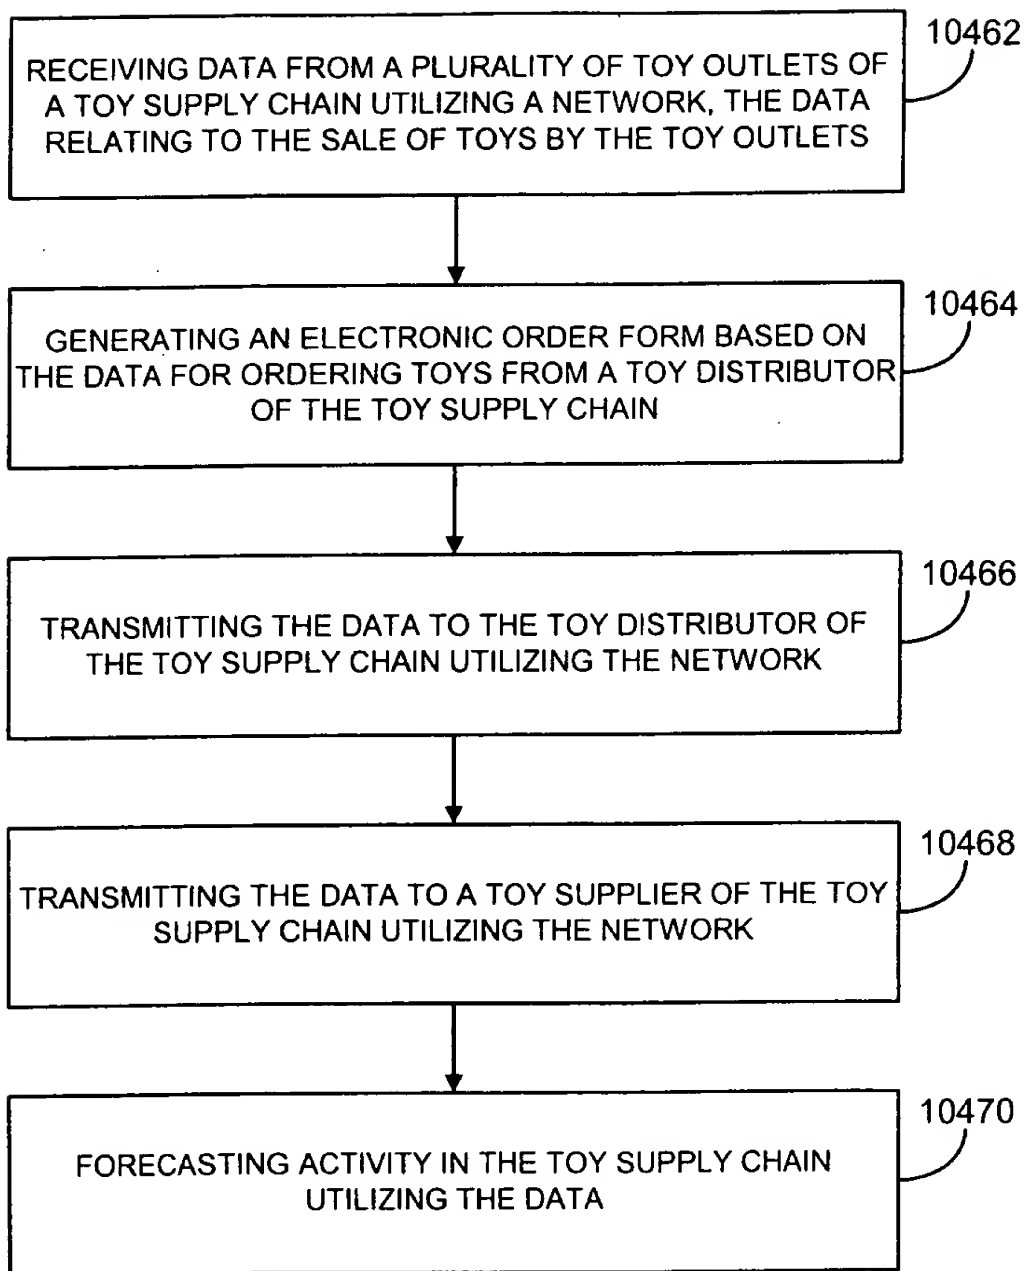 10462
RECEIVING DATA FROM A PLURALITY OF TOY OUTLETS OF
A TOY SUPPLY CHAIN UTILIZING A NETWORK, THE DATA
RELATING TO THE SALE OF TOYS BY THE TOY OUTLETS
10464
GENERATING AN ELECTRONIC ORDER FORM BASED ON
THE DATA FOR ORDERING TOYS FROM A TOY DISTRIBUTOR
OF THE TOY SUPPLY CHAIN
10466
TRANSMITTING THE DATA TO THE TOY DISTRIBUTOR OF
THE TOY SUPPLY CHAIN UTILIZING THE NETWORK
10468
TRANSMITTING THE DATA TO A TOY SUPPLIER OF THE TOY
SUPPLY CHAIN UTILIZING THE NETWORK
10470
FORECASTING ACTIVITY IN THE TOY SUPPLY CHAIN
UTILIZING THE DATA